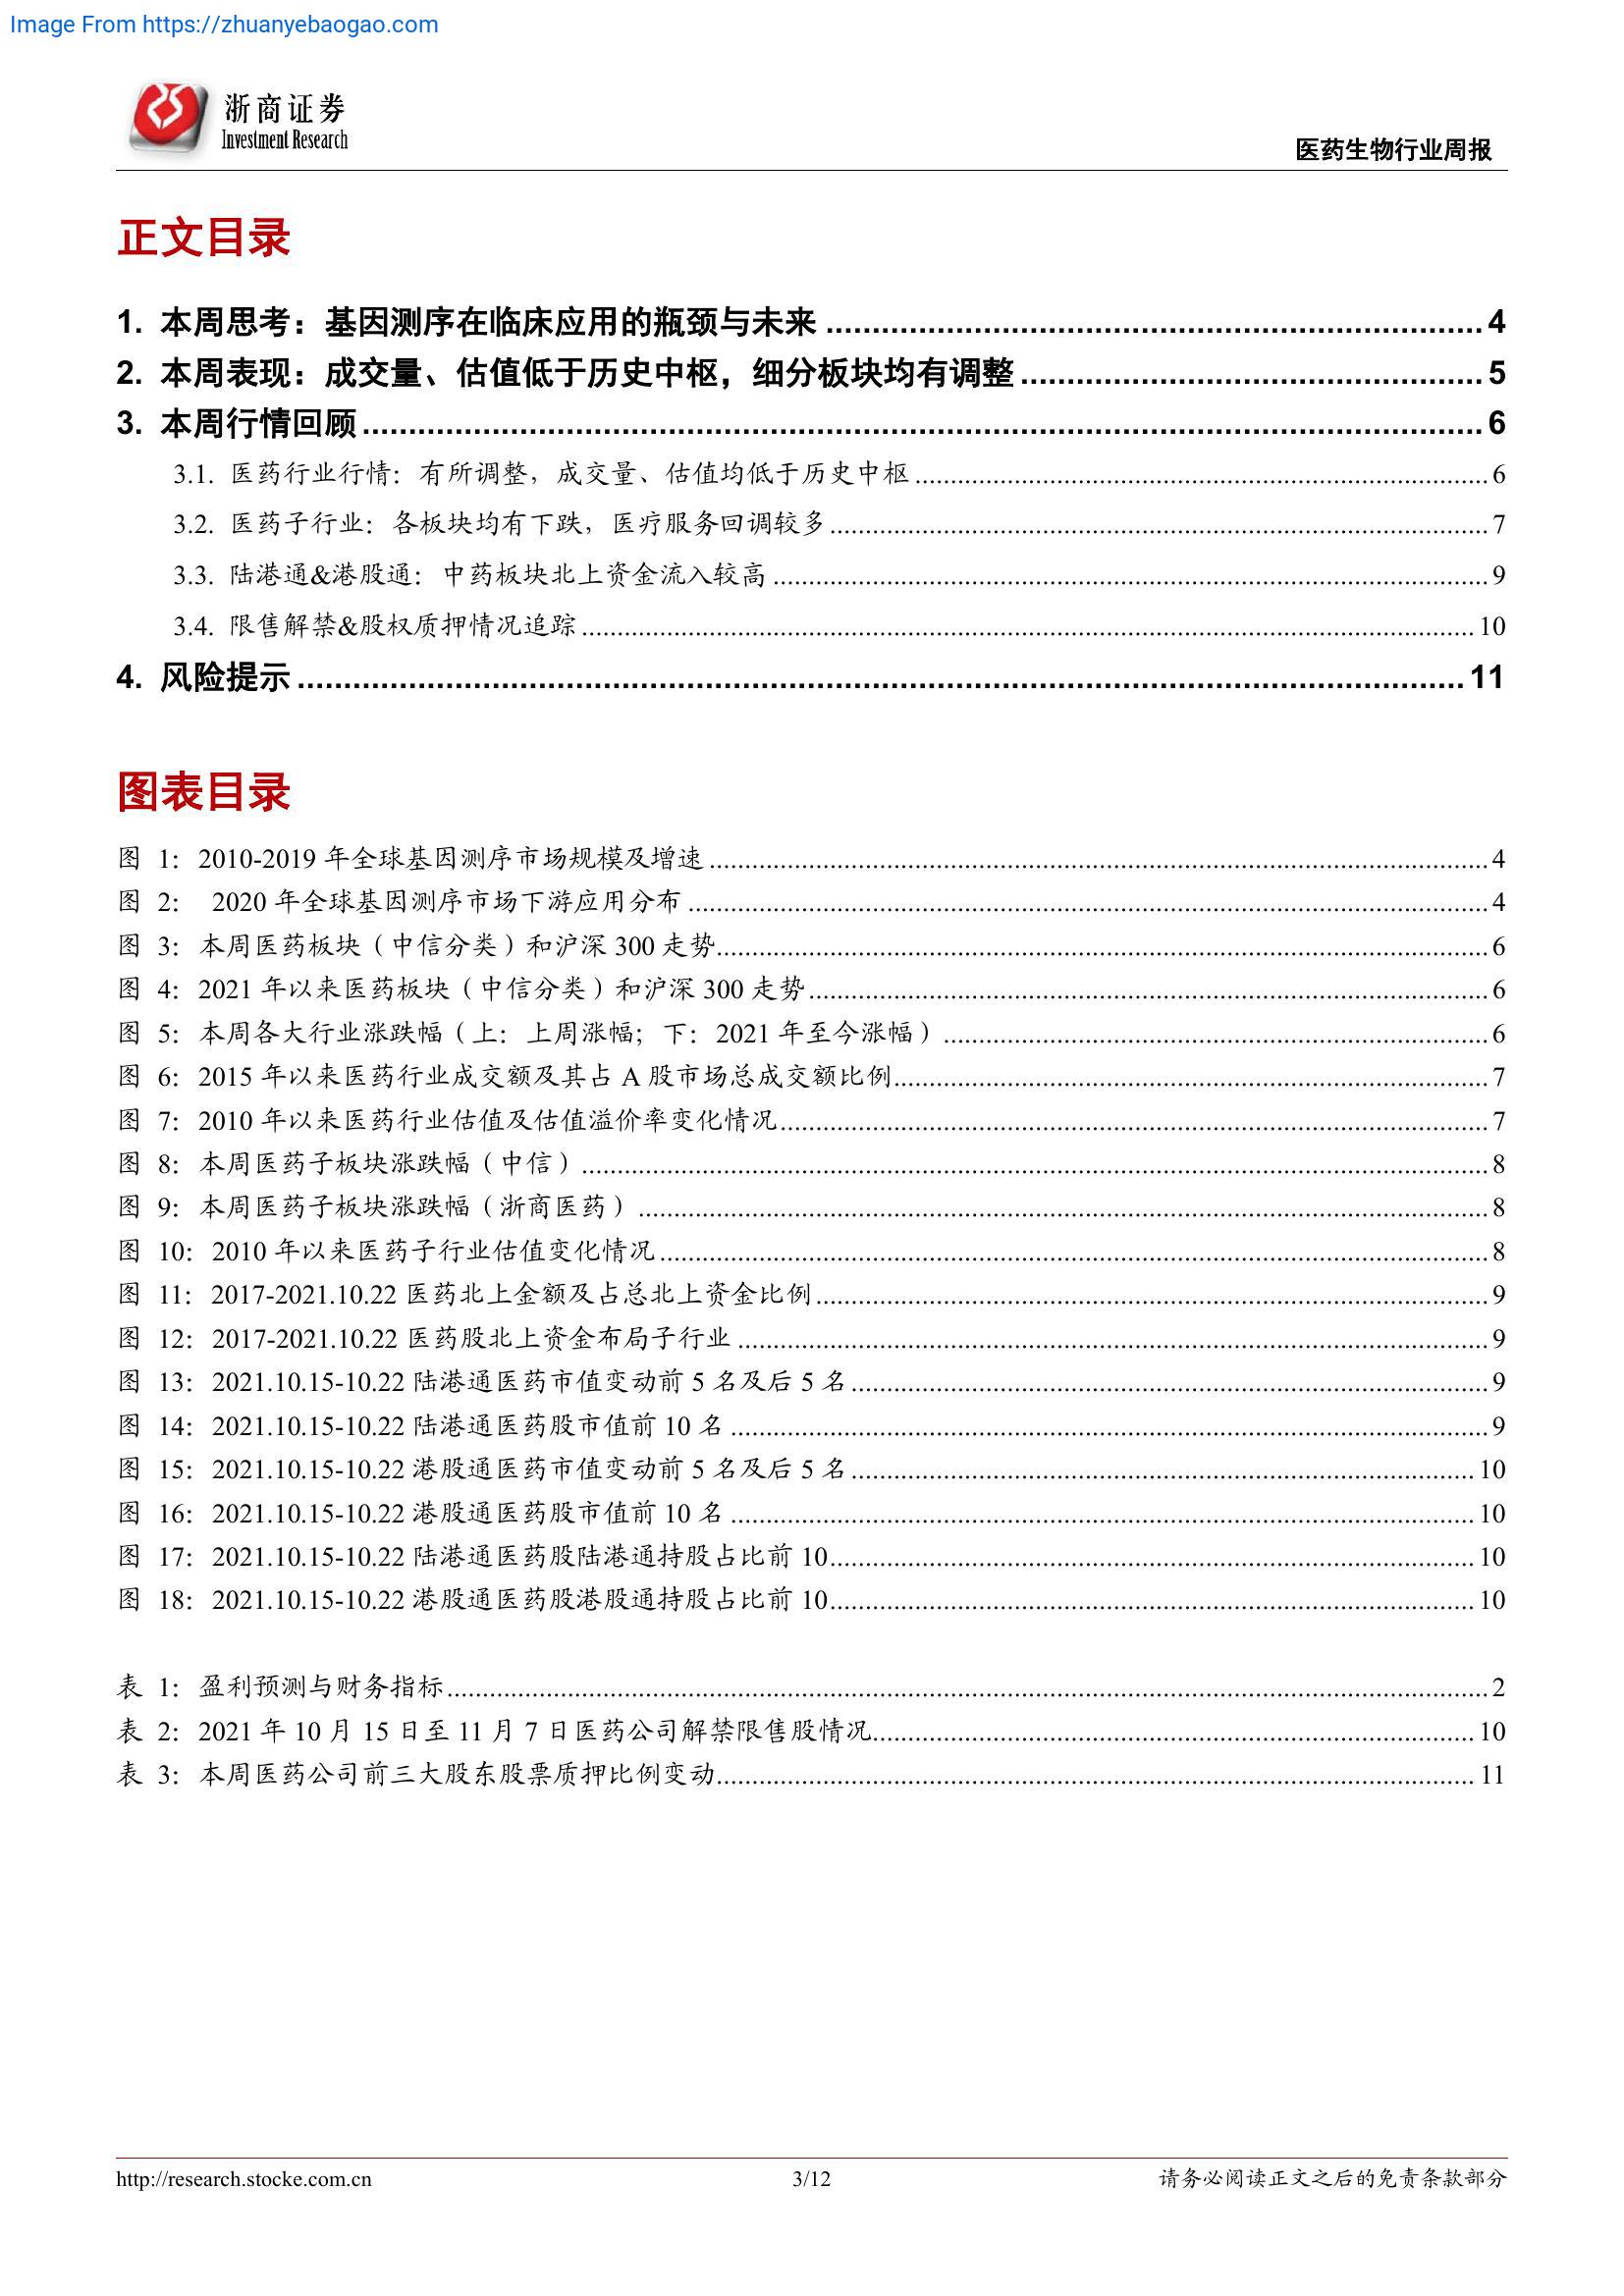 Image From https://zhuanyebaogao.com
浙商证券
Investment Research
医药生物行业周报
正文目录
1. 本周思考：基因测序在临床应用的瓶颈与未来 ........ 4
2. 本周表现：成交量、估值低于历史中枢，细分板块均有调整 ........ 5
3. 本周行情回顾 ........ 6
3.1. 医药行业行情：有所调整，成交量、估值均低于历史中枢 ........ 6
3.2. 医药子行业：各板块均有下跌，医疗服务回调较多 ........ 7
3.3. 陆港通&港股通：中药板块北上资金流入较高 ........ 9
3.4. 限售解禁&股权质押情况追踪 ........ 10
4. 风险提示 ........ 11
图表目录
图 1：2010-2019 年全球基因测序市场规模及增速 ........ 4
图 2： 2020 年全球基因测序市场下游应用分布 ........ 4
图 3：本周医药板块（中信分类）和沪深 300 走势 ........ 6
图 4：2021 年以来医药板块（中信分类）和沪深 300 走势 ........ 6
图 5：本周各大行业涨跌幅（上：上周涨幅；下：2021 年至今涨幅） ........ 6
图 6：2015 年以来医药行业成交额及其占 A 股市场总成交额比例 ........ 7
图 7：2010 年以来医药行业估值及估值溢价率变化情况 ........ 7
图 8：本周医药子板块涨跌幅（中信） ........ 8
图 9：本周医药子板块涨跌幅（浙商医药） ........ 8
图 10：2010 年以来医药子行业估值变化情况 ........ 8
图 11：2017-2021.10.22 医药北上金额及占总北上资金比例 ........ 9
图 12：2017-2021.10.22 医药股北上资金布局子行业 ........ 9
图 13：2021.10.15-10.22 陆港通医药市值变动前 5 名及后 5 名 ........ 9
图 14：2021.10.15-10.22 陆港通医药股市值前 10 名 ........ 9
图 15：2021.10.15-10.22 港股通医药市值变动前 5 名及后 5 名 ........ 10
图 16：2021.10.15-10.22 港股通医药股市值前 10 名 ........ 10
图 17：2021.10.15-10.22 陆港通医药股陆港通持股占比前 10 ........ 10
图 18：2021.10.15-10.22 港股通医药股港股通持股占比前 10 ........ 10
表 1：盈利预测与财务指标 ........ 2
表 2：2021 年 10 月 15 日至 11 月 7 日医药公司解禁限售股情况 ........ 10
表 3：本周医药公司前三大股东股票质押比例变动 ........ 11
http://research.stocke.com.cn
3/12
请务必阅读正文之后的免责条款部分